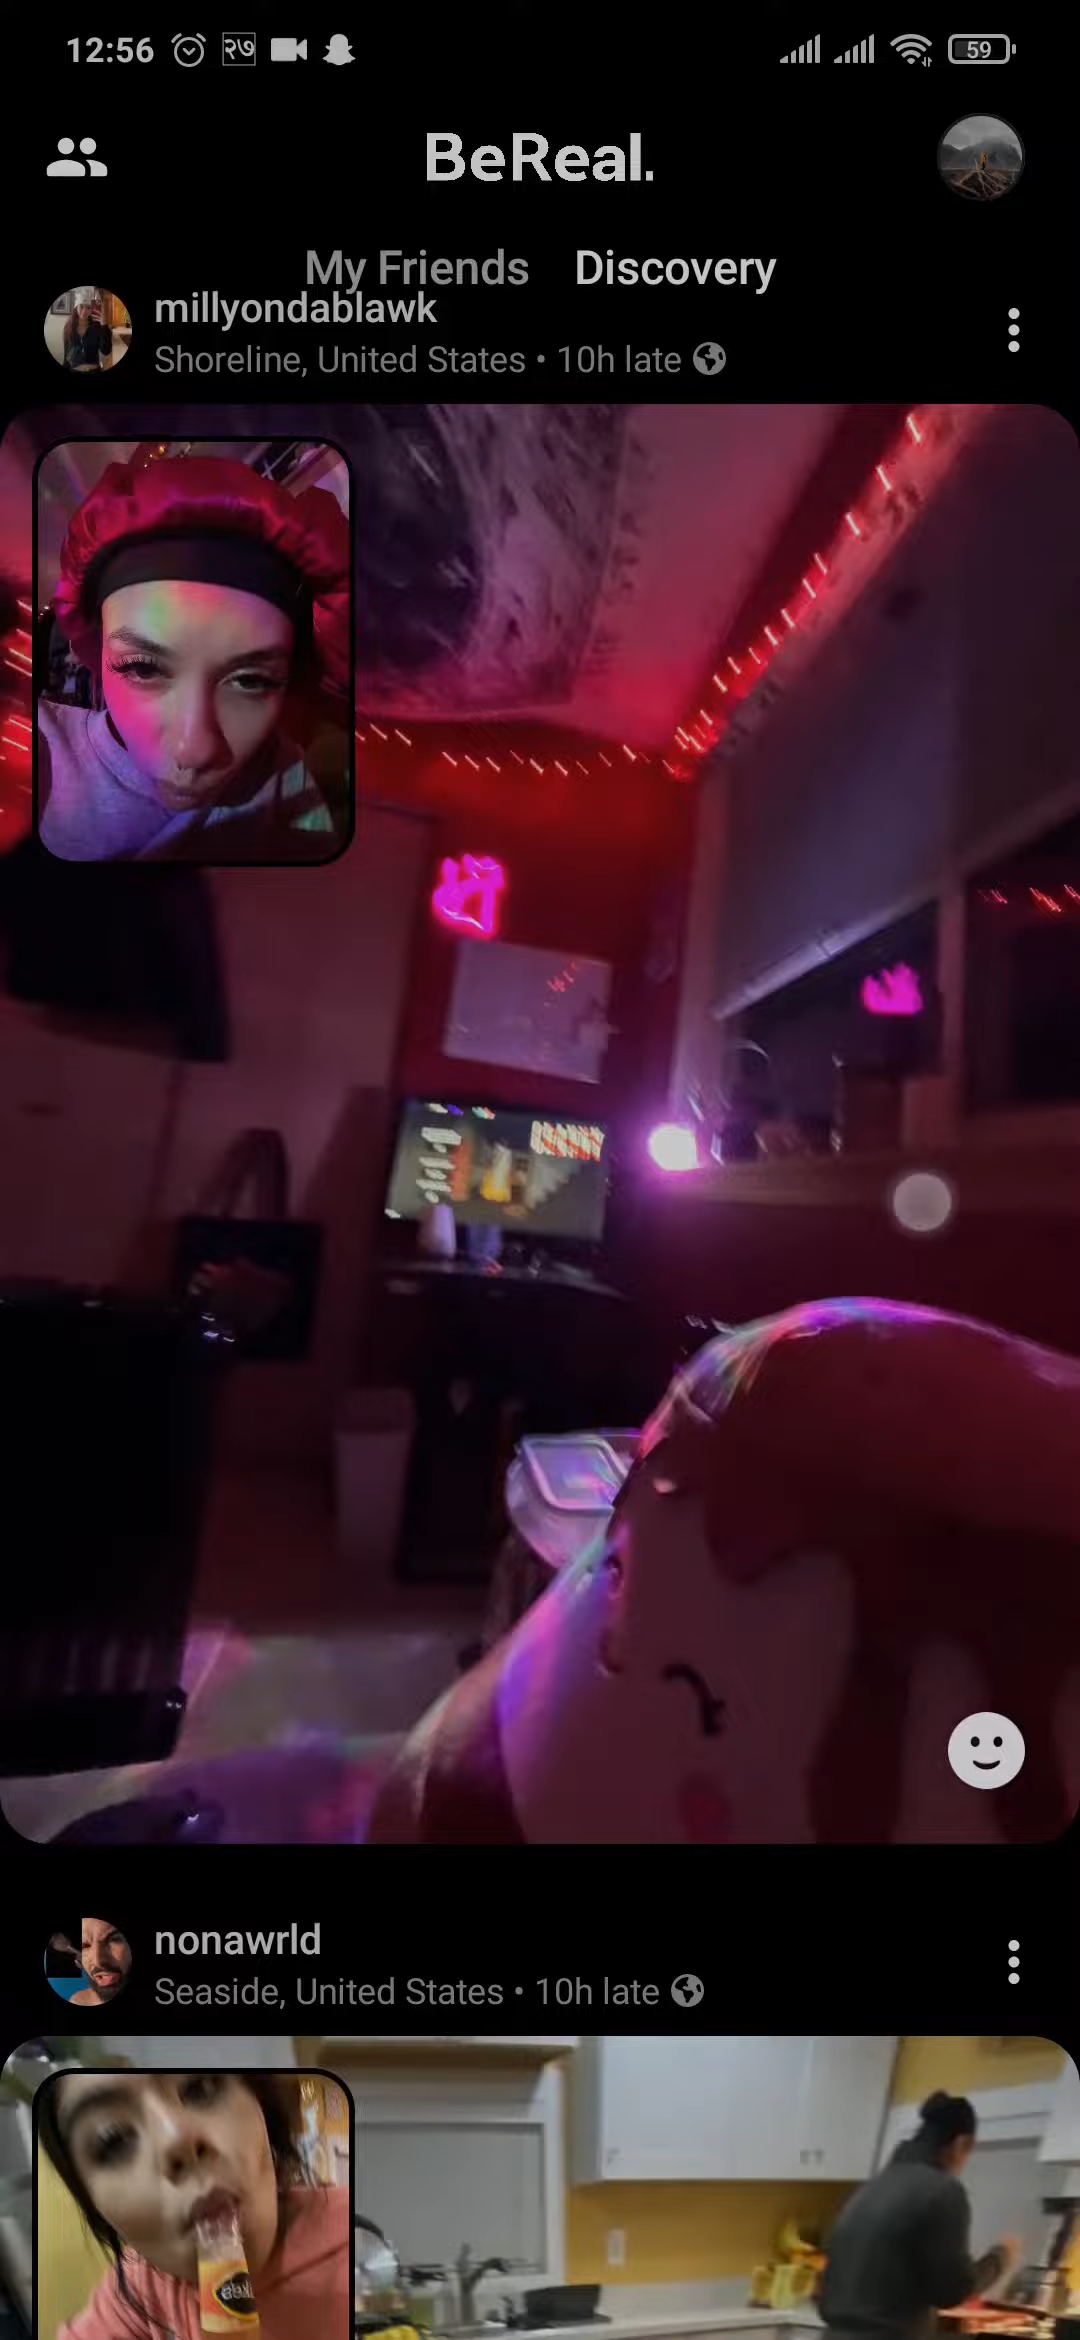 12:56
२७
59
BeReal.
My Friends Discovery
millyondablawk
Shoreline, United States • 10h late
nonawrld
Seaside, United States • 10h late